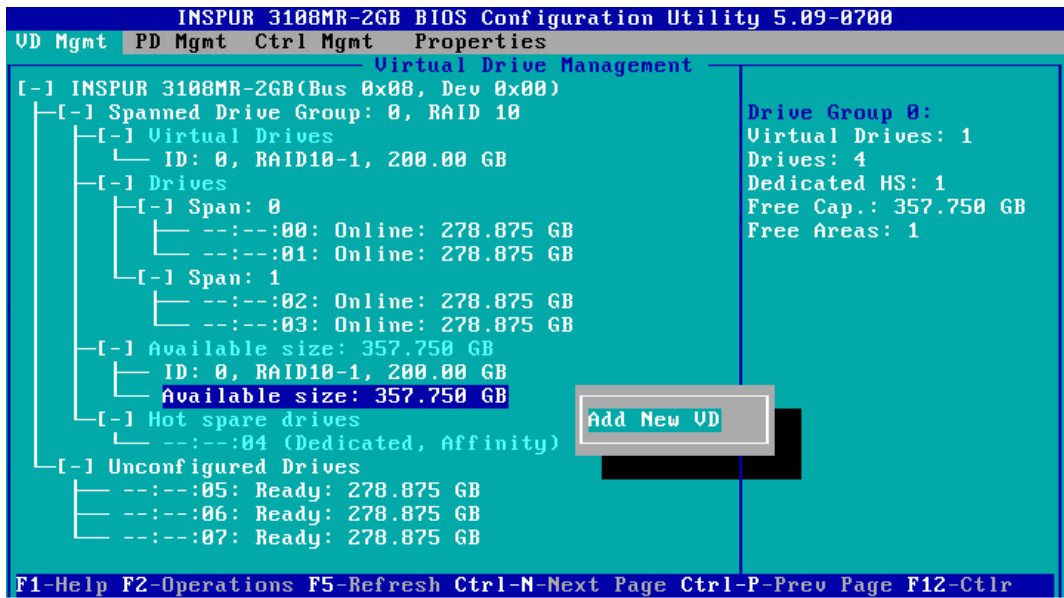 INSPUR 3108MR-2GB BIOS Configuration Utility 5.09-0700
VD Mgmt PD Mgmt Ctrl Mgmt Properties
Virtual Drive Management
[-] INSPUR 3108MR-2GB(Bus 0x08, Dev 0x00)
[-] Spanned Drive Group: 0, RAID 10
[-] Virtual Drives
ID: 0, RAID10-1, 200.00 GB
[-] Drives
[-] Span: 0
--:--:00: Online: 278.875 GB
--:--:01: Online: 278.875 GB
[-] Span: 1
--:--:02: Online: 278.875 GB
--:--:03: Online: 278.875 GB
[-] Available size: 357.750 GB
ID: 0, RAID10-1, 200.00 GB
Available size: 357.750 GB
[-] Hot spare drives
--:--:04 (Dedicated, Affinity)
[-] Unconfigured Drives
--:--:05: Ready: 278.875 GB
--:--:06: Ready: 278.875 GB
--:--:07: Ready: 278.875 GB
Drive Group 0:
Virtual Drives: 1
Drives: 4
Dedicated HS: 1
Free Cap.: 357.750 GB
Free Areas: 1
Add New VD
F1-Help F2-Operations F5-Refresh Ctrl-N-Next Page Ctrl-P-Prev Page F12-Ctlr